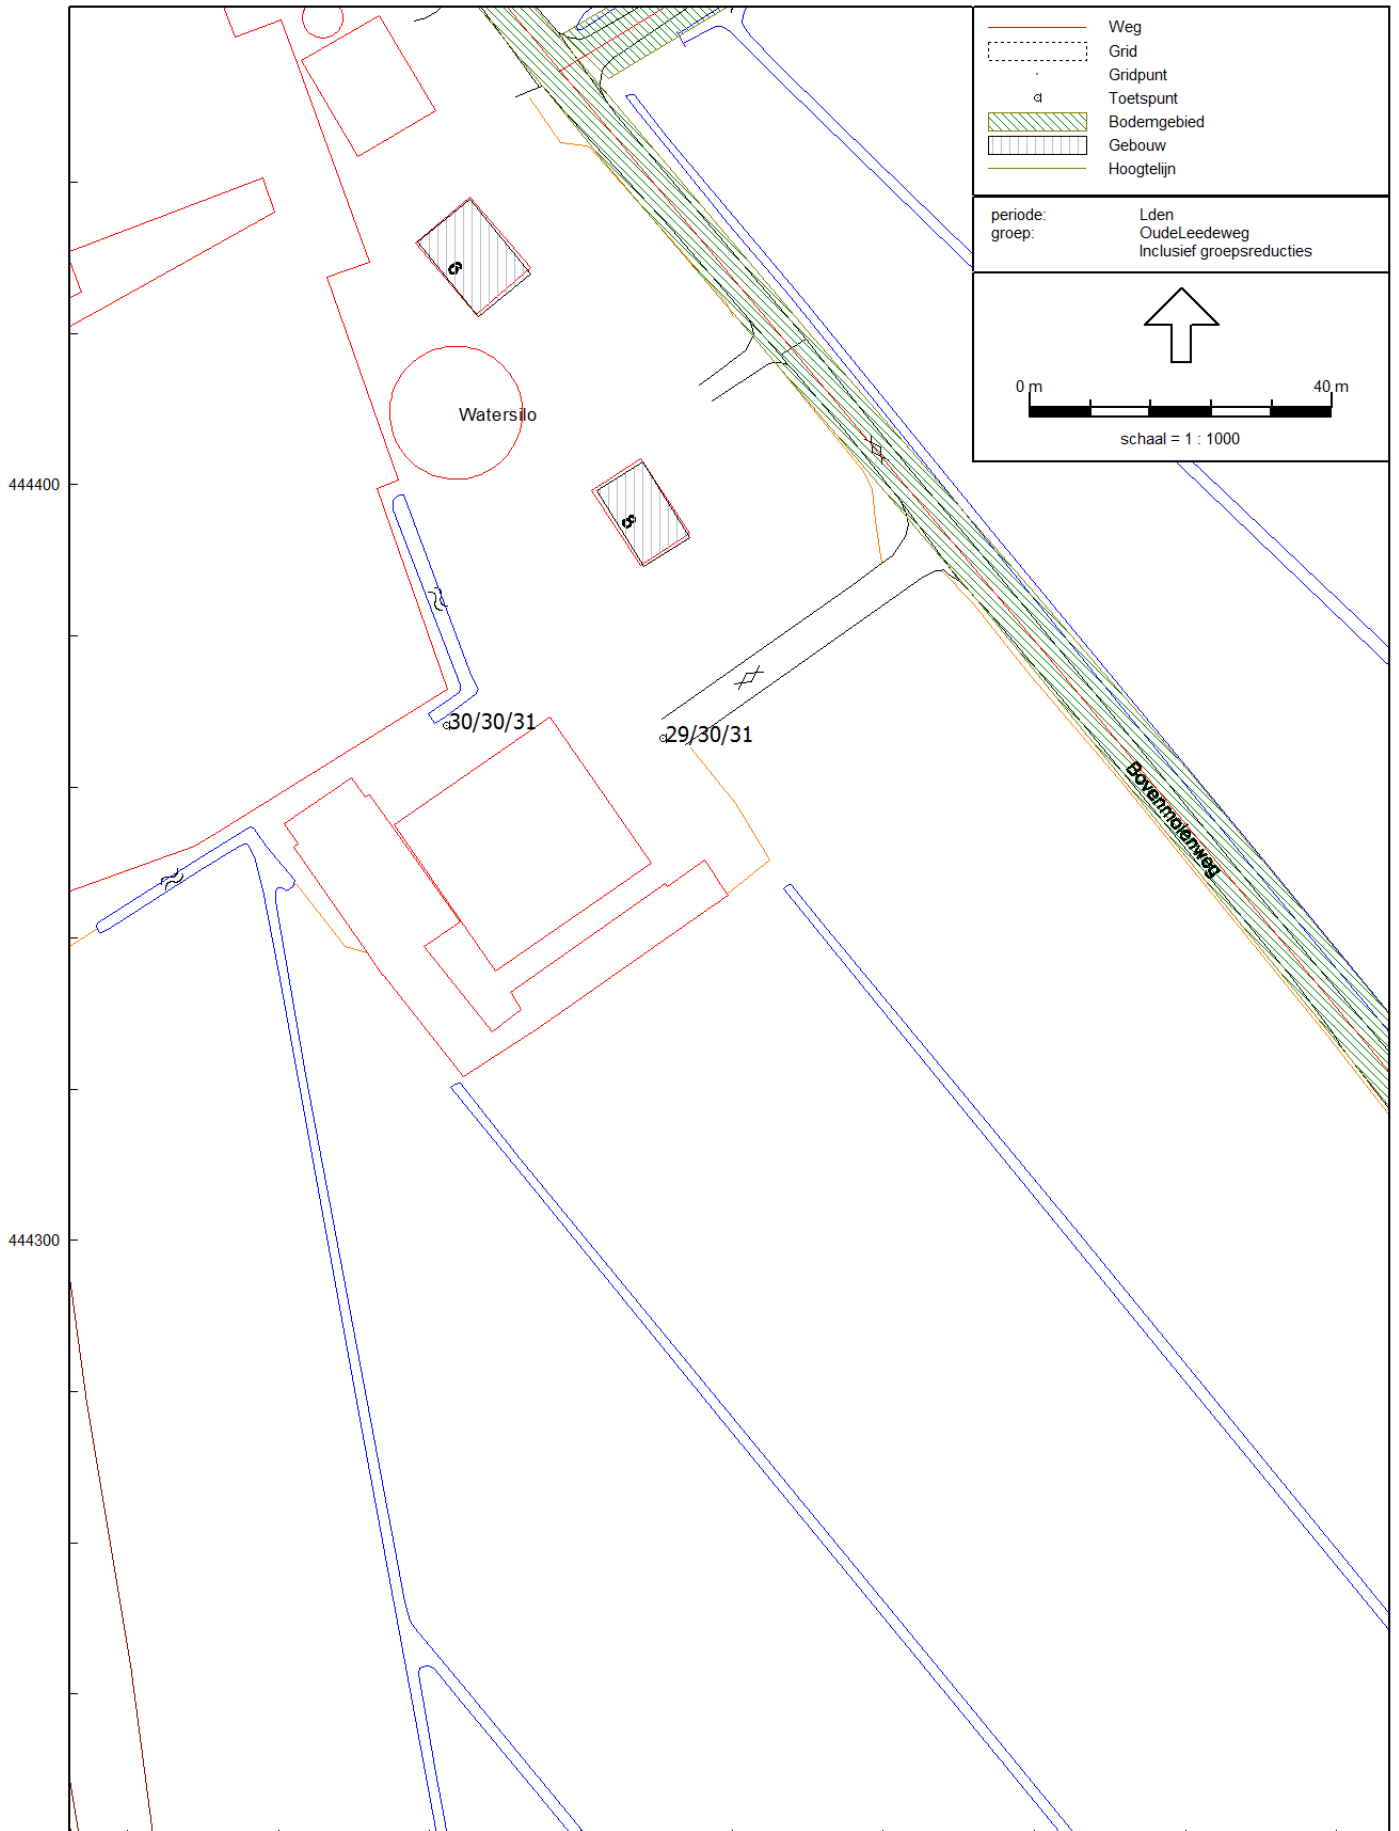 Weg
Grid
Gridpunt
Toetspunt
Bodemgebied
Gebouw
Hoogtelijn
periode: Lden
groep: OudeLeedeweg
Inclusief groepsreducties
0 m 40 m
schaal = 1 : 1000
6
Watersilo
444400
8
30/30/31
29/30/31
Bovenmolenweg
444300